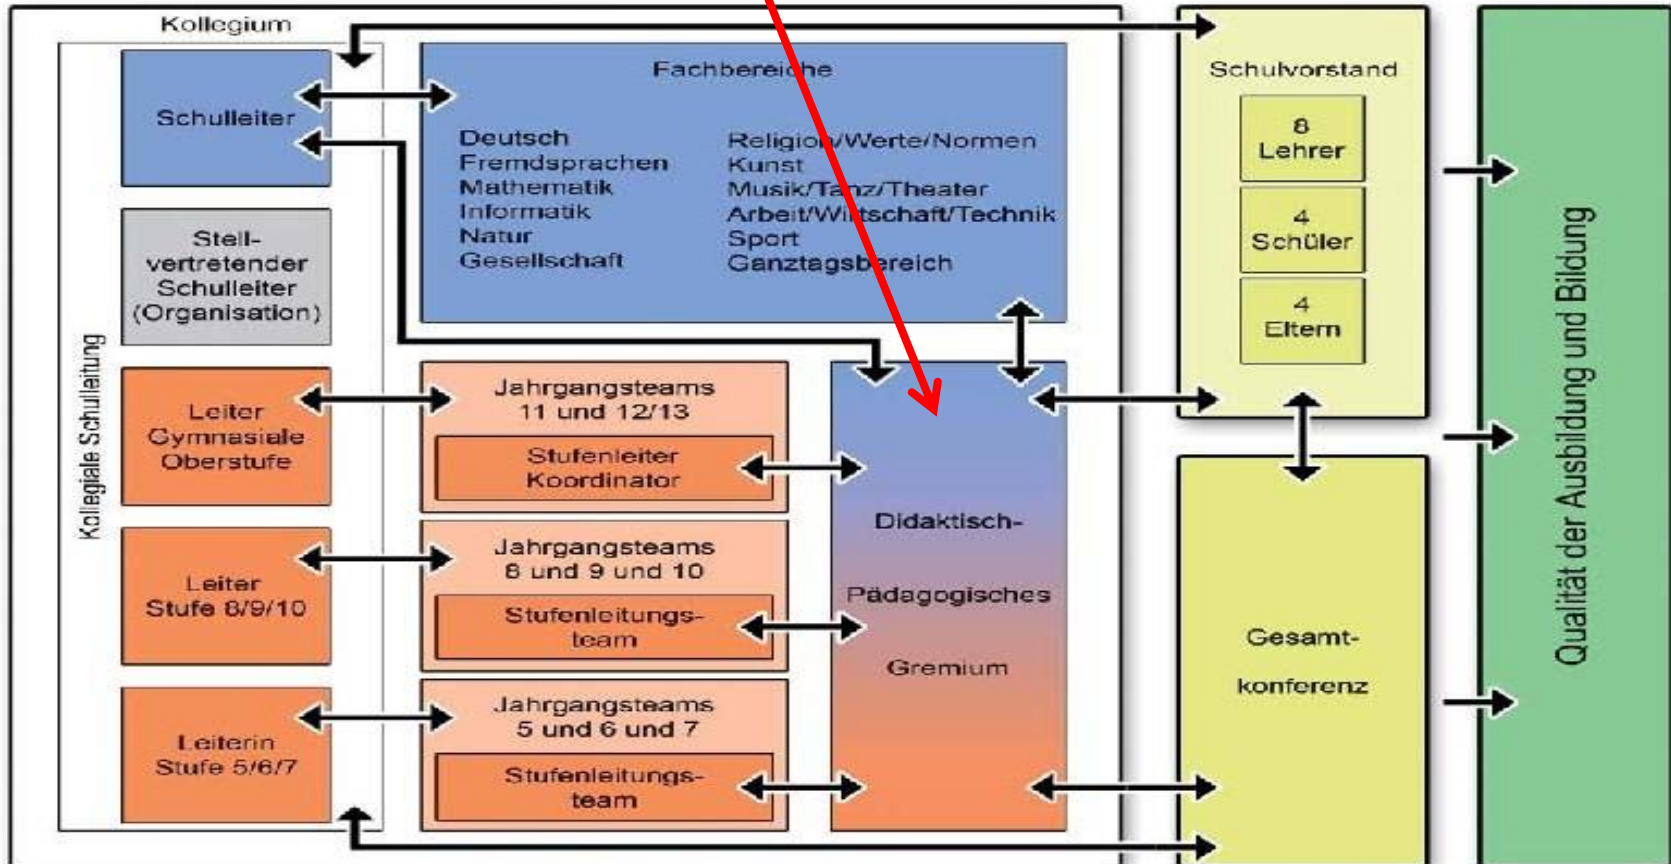 Kollegium
Kollegiale Schulleitung
Schulleiter
Stell-
vertretender
Schulleiter
(Organisation)
Leiter
Gymnasiale
Oberstufe
Leiter
Stufe 8/9/10
Leiterin
Stufe 5/6/7
Fachbereiche
Deutsch
Fremdsprachen
Mathematik
Informatik
Natur
Gesellschaft
Religion/Werte/Normen
Kunst
Musik/Tanz/Theater
Arbeit/Wirtschaft/Technik
Sport
Ganztagsbereich
Jahrgangsteams
11 und 12/13
Stufenleiter
Koordinator
Jahrgangsteams
8 und 9 und 10
Stufenleitungs-
team
Jahrgangsteams
5 und 6 und 7
Stufenleitungs-
team
Didaktisch-
Pädagogisches
Gremium
Schulvorstand
8
Lehrer
4
Schüler
4
Eltern
Gesamt-
konferenz
Qualität der Ausbildung und Bildung